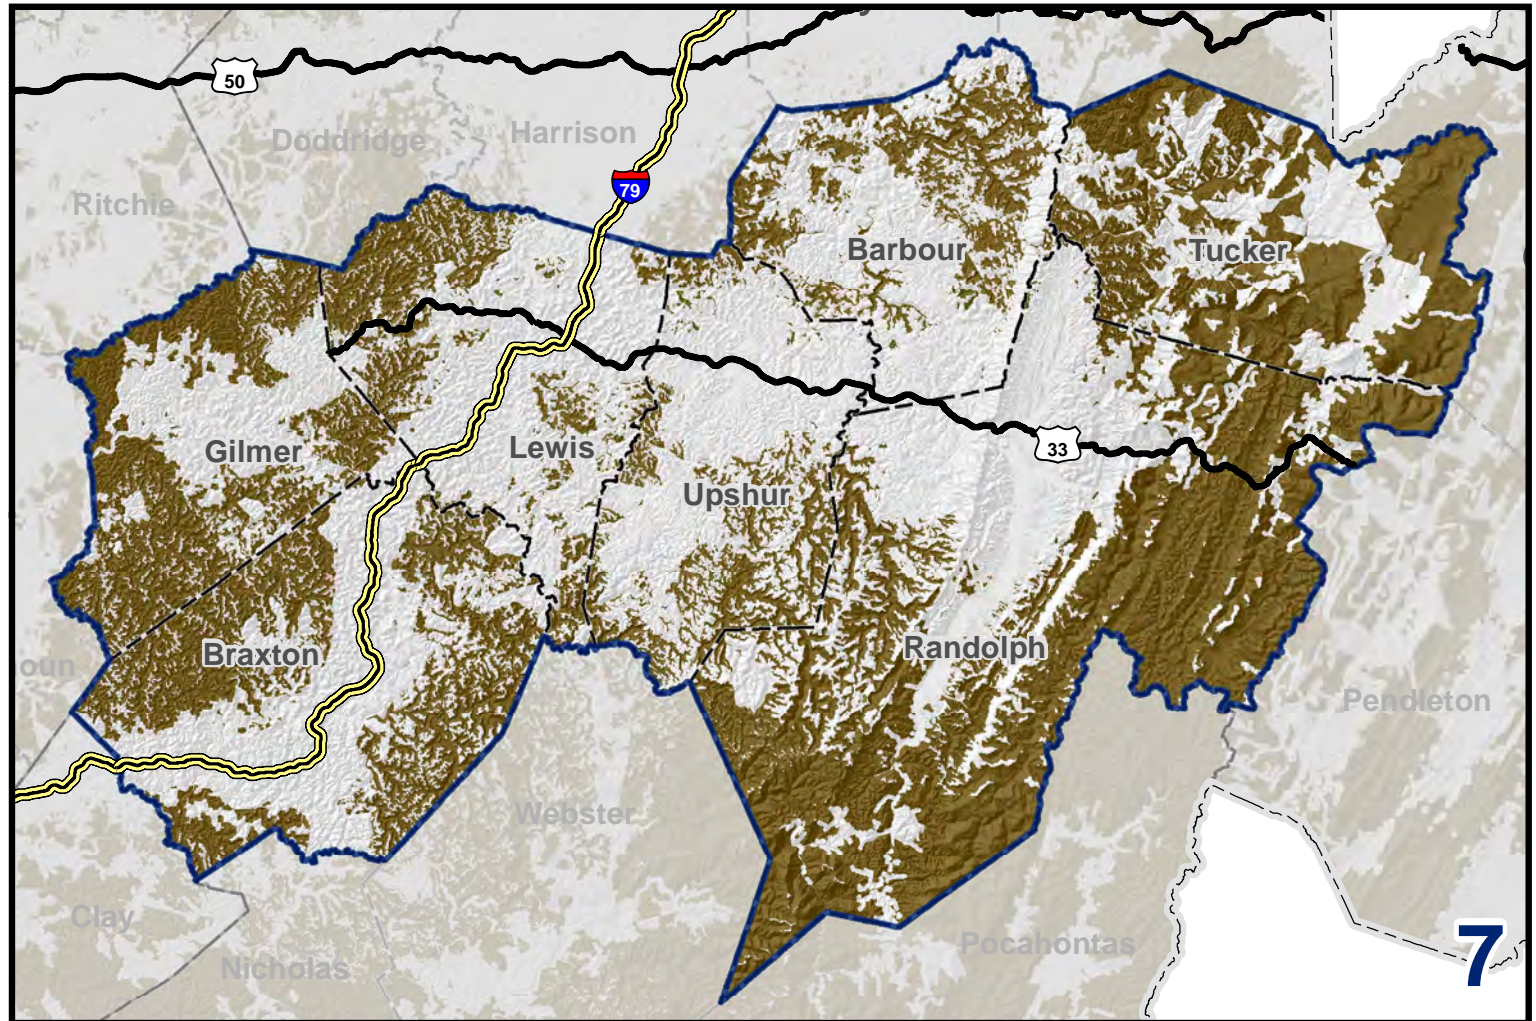 50
Doddridge
Harrison
79
Ritchie
Barbour
Tucker
Gilmer
Lewis
33
Upshur
Braxton
Randolph
oun
Pendleton
Webster
Clay
Pocahontas
Nicholas
7